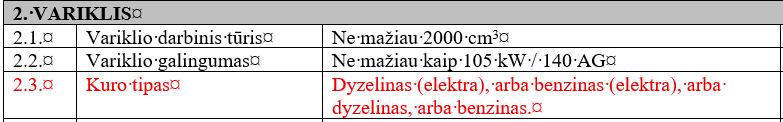 2. VARIKLIS
2.1. Variklio darbinis tūris Ne mažiau 2000 cm³
2.2. Variklio galingumas Ne mažiau kaip 105 kW / 140 AG
2.3. Kuro tipas Dyzelinas (elektra), arba benzinas (elektra), arba
dyzelinas, arba benzinas.